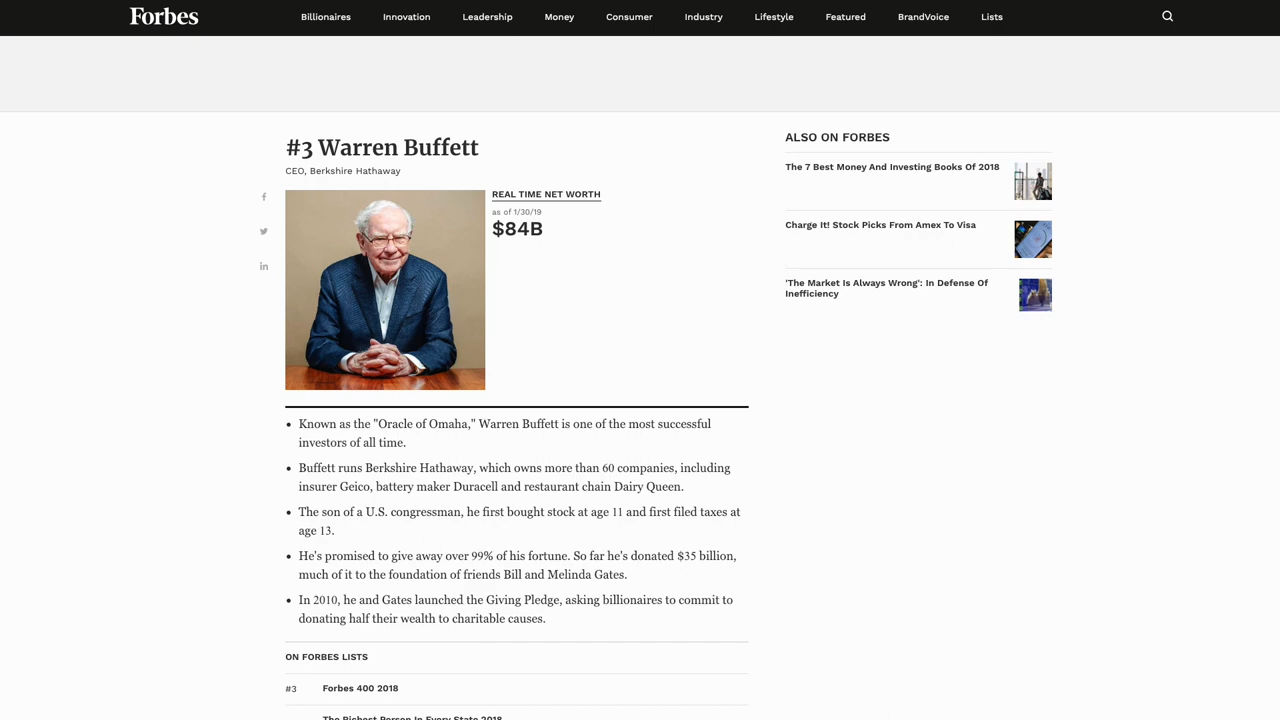 Forbes
Billionaires
Innovation
Leadership
Money
Consumer
Industry
Lifestyle
Featured
BrandVoice
Lists
#3 Warren Buffett
CEO, Berkshire Hathaway
REAL TIME NET WORTH
as of 1/30/19
$84B
Known as the "Oracle of Omaha," Warren Buffett is one of the most successful
investors of all time.
Buffett runs Berkshire Hathaway, which owns more than 60 companies, including
insurer Geico, battery maker Duracell and restaurant chain Dairy Queen.
The son of a U.S. congressman, he first bought stock at age 11 and first filed taxes at
age 13.
He's promised to give away over 99% of his fortune. So far he's donated $35 billion,
much of it to the foundation of friends Bill and Melinda Gates.
In 2010, he and Gates launched the Giving Pledge, asking billionaires to commit to
donating half their wealth to charitable causes.
ON FORBES LISTS
#3 Forbes 400 2018
The Richest Person In Every State 2018
ALSO ON FORBES
The 7 Best Money And Investing Books Of 2018
Charge It! Stock Picks From Amex To Visa
'The Market Is Always Wrong': In Defense Of
Inefficiency